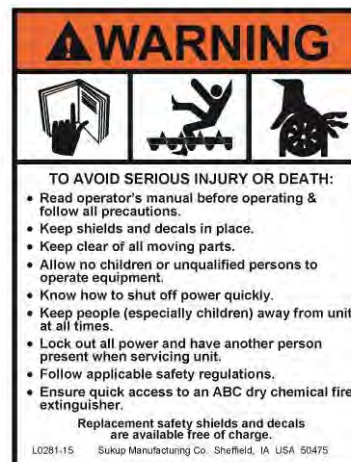 WARNING
TO AVOID SERIOUS INJURY OR DEATH:
• Read operator's manual before operating &
follow all precautions.
• Keep shields and decals in place.
• Keep clear of all moving parts.
• Allow no children or unqualified persons to
operate equipment.
• Know how to shut off power quickly.
• Keep people (especially children) away from unit
at all times.
• Lock out all power and have another person
present when servicing unit.
• Follow applicable safety regulations.
• Ensure quick access to an ABC dry chemical fire
extinguisher.
Replacement safety shields and decals
are available free of charge.
L0281-15 Sukup Manufacturing Co. Sheffield, IA USA 50475